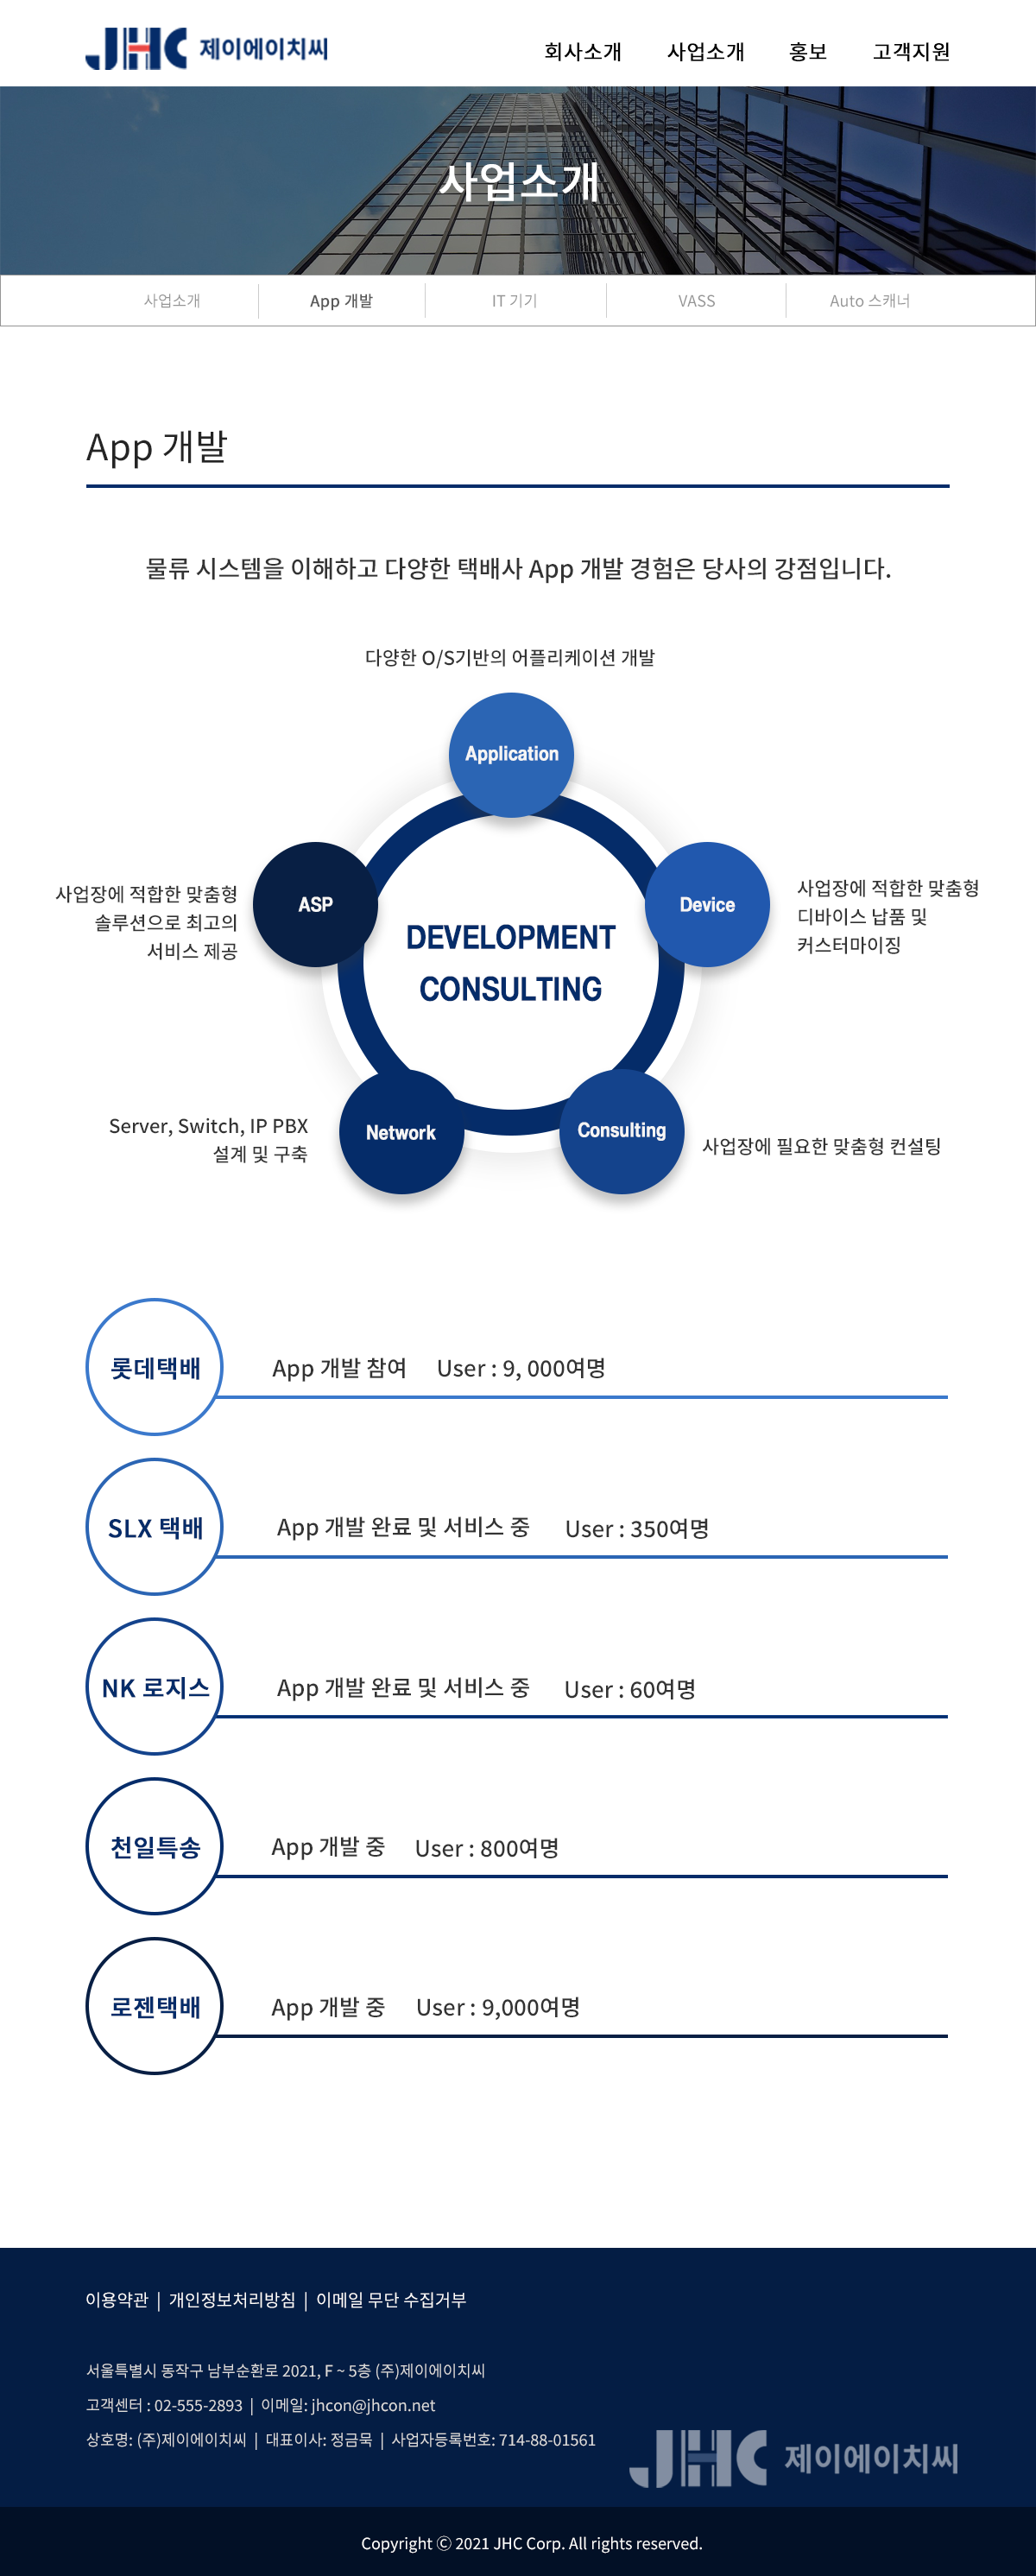 JHC 제이에이치씨
회사소개 사업소개 홍보 고객지원
사업소개
사업소개 App 개발 IT 기기 VASS Auto 스캐너
App 개발
물류 시스템을 이해하고 다양한 택배사 App 개발 경험은 당사의 강점입니다.
다양한 O/S기반의 어플리케이션 개발
Application
ASP
사업장에 적합한 맞춤형
솔루션으로 최고의
서비스 제공
Device
사업장에 적합한 맞춤형
디바이스 납품 및
커스터마이징
DEVELOPMENT
CONSULTING
Network
Server, Switch, IP PBX
설계 및 구축
Consulting
사업장에 필요한 맞춤형 컨설팅
롯데택배 App 개발 참여 User : 9, 000여명
SLX 택배 App 개발 완료 및 서비스 중 User : 350여명
NK 로지스 App 개발 완료 및 서비스 중 User : 60여명
천일특송 App 개발 중 User : 800여명
로젠택배 App 개발 중 User : 9,000여명
이용약관 | 개인정보처리방침 | 이메일 무단 수집거부
서울특별시 동작구 남부순환로 2021, F ~ 5층 (주)제이에이치씨
고객센터 : 02-555-2893 | 이메일: jhcon@jhcon.net
상호명: (주)제이에이치씨 | 대표이사: 정금묵 | 사업자등록번호: 714-88-01561
JHC 제이에이치씨
Copyright ⓒ 2021 JHC Corp. All rights reserved.